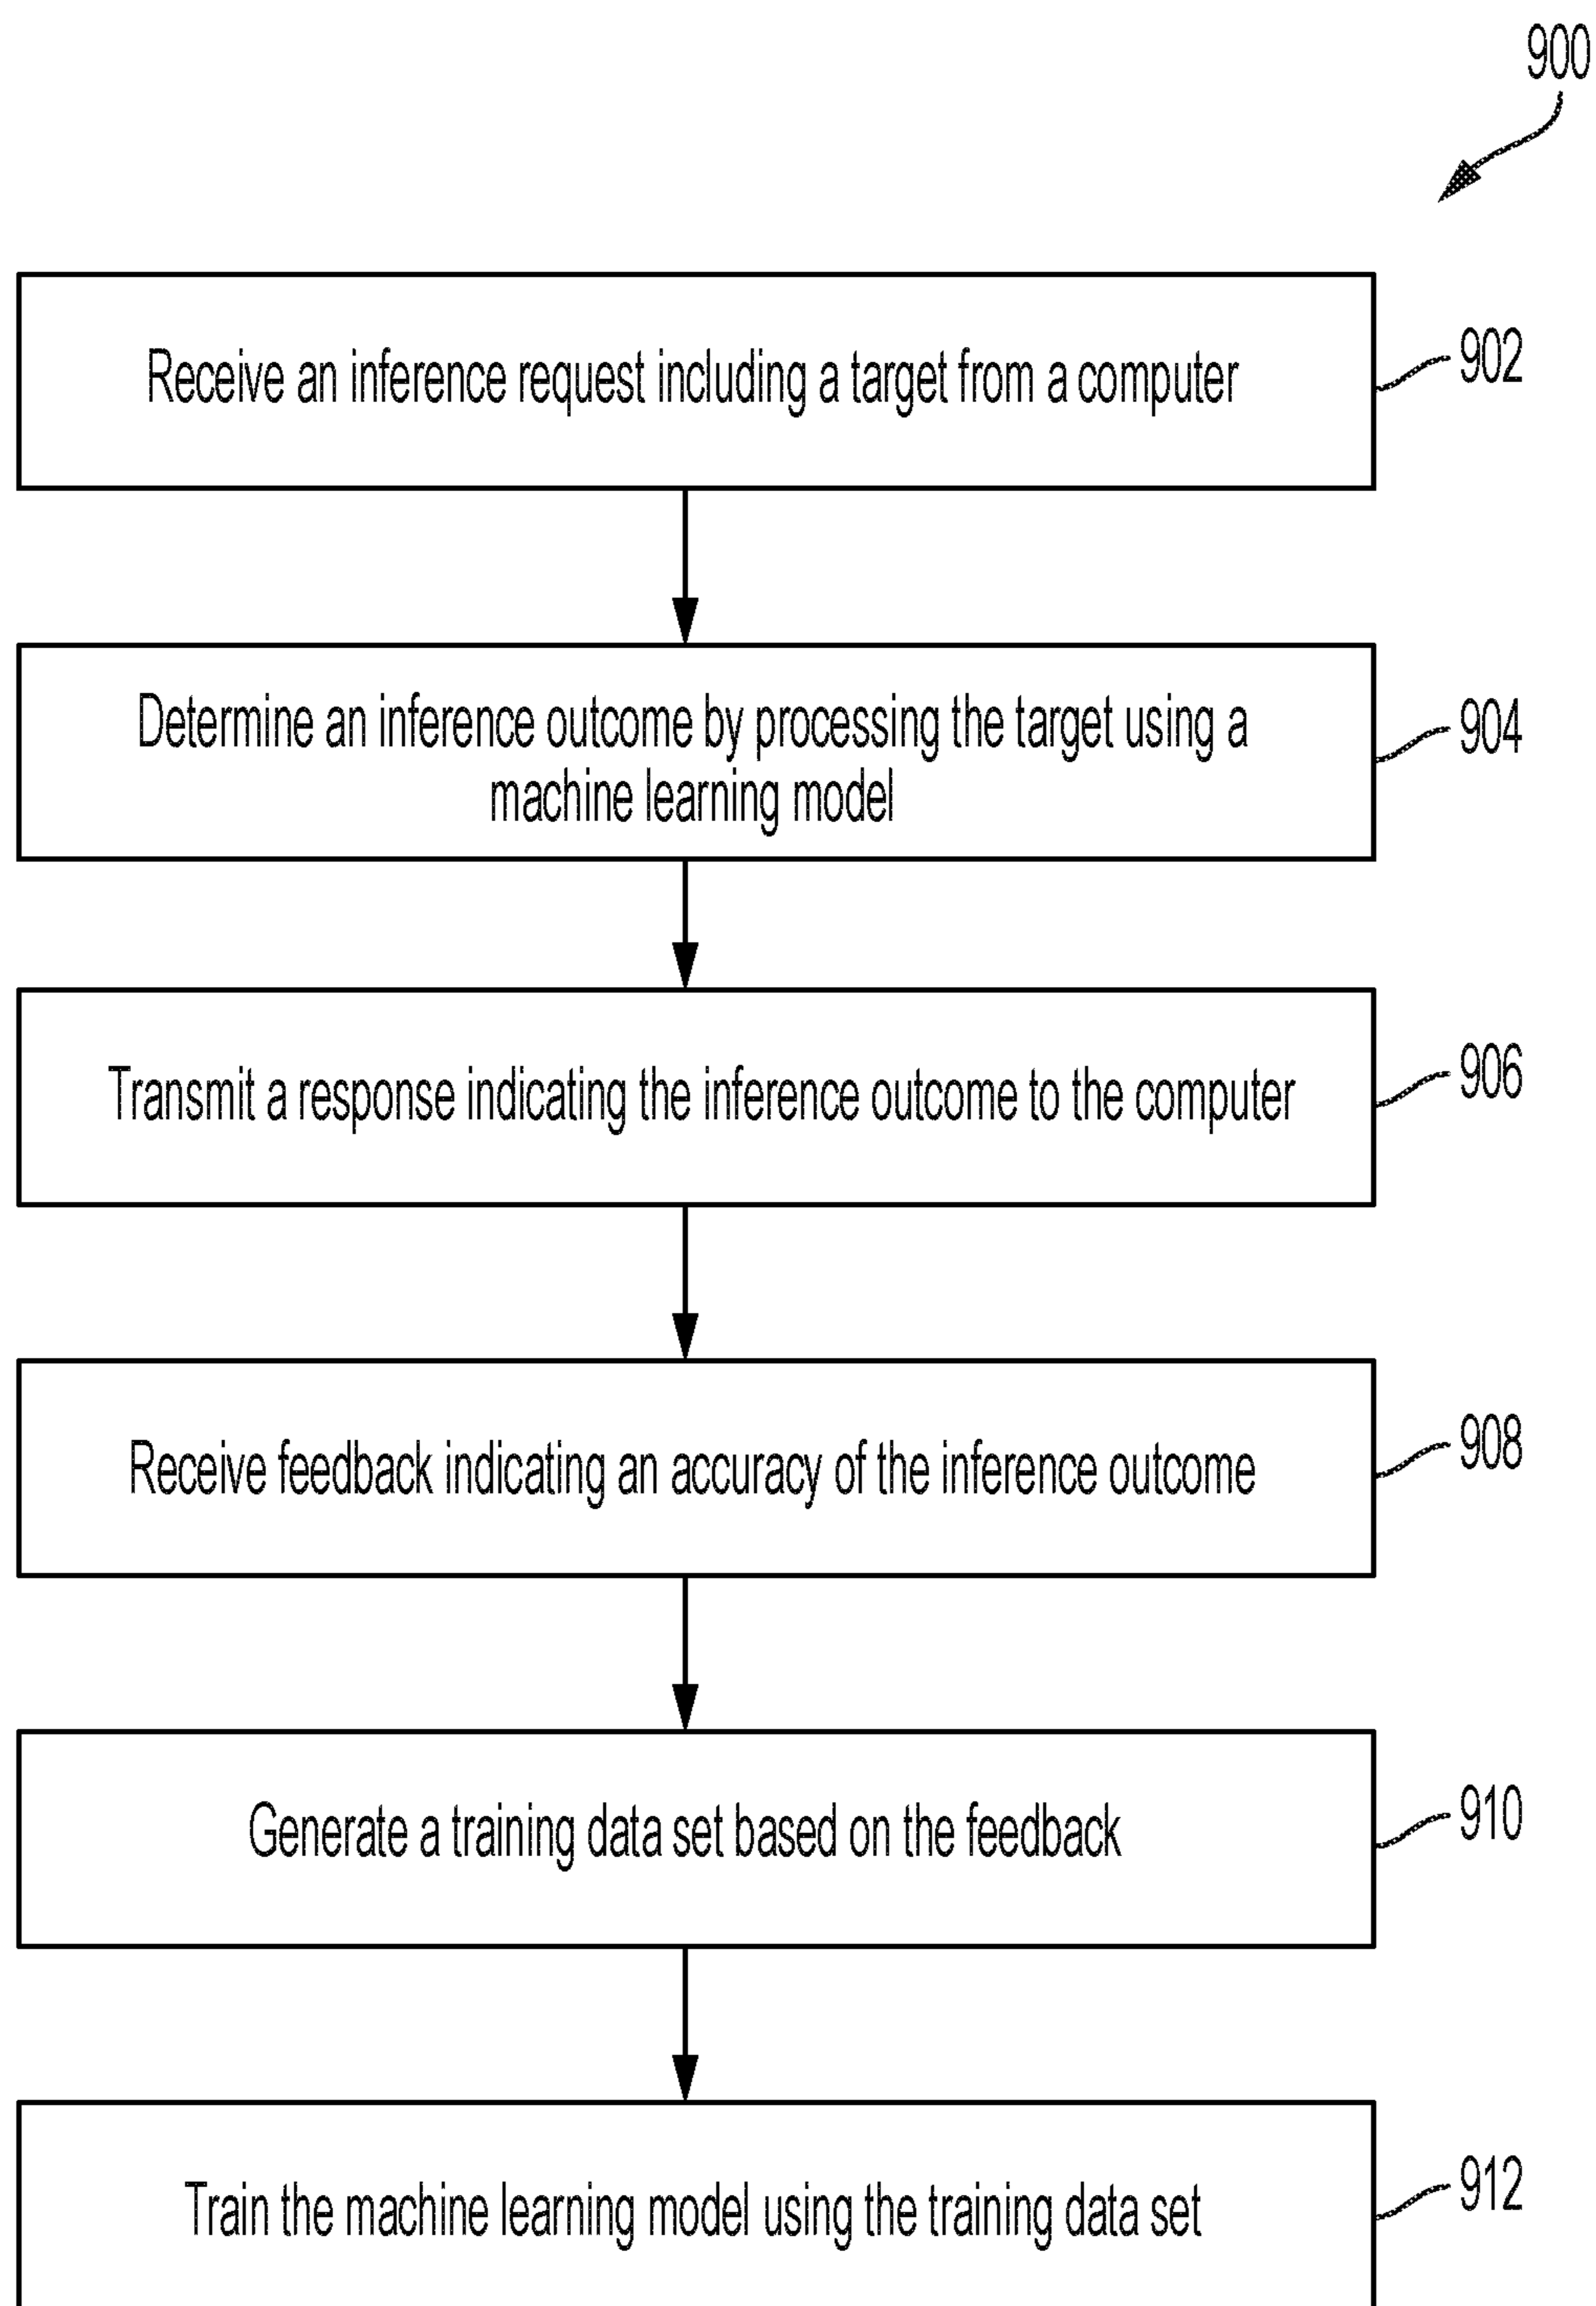 900
Receive an inference request including a target from a computer
902
Determine an inference outcome by processing the target using a
machine learning model
904
Transmit a response indicating the inference outcome to the computer
906
Receive feedback indicating an accuracy of the inference outcome
908
Generate a training data set based on the feedback
910
Train the machine learning model using the training data set
912